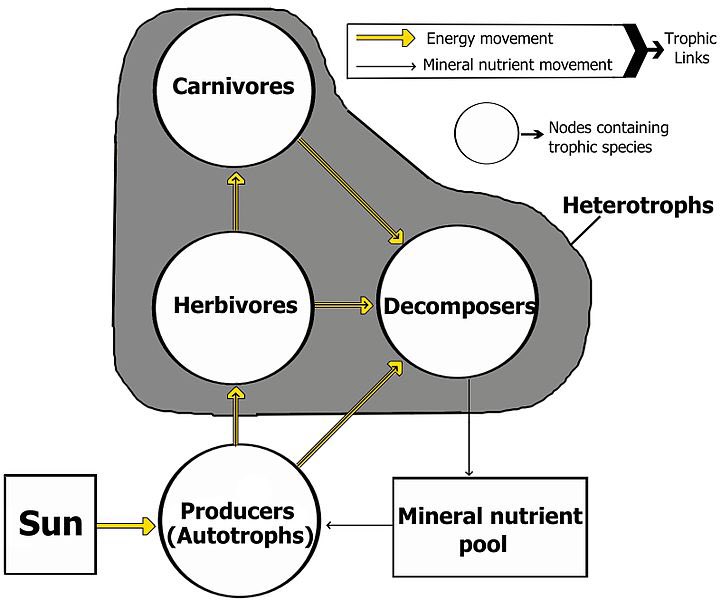 Carnivores
Energy movement
Mineral nutrient movement
Trophic
Links
Nodes containing
trophic species
Heterotrophs
Herbivores
Decomposers
Sun
Producers
(Autotrophs)
Mineral nutrient
pool